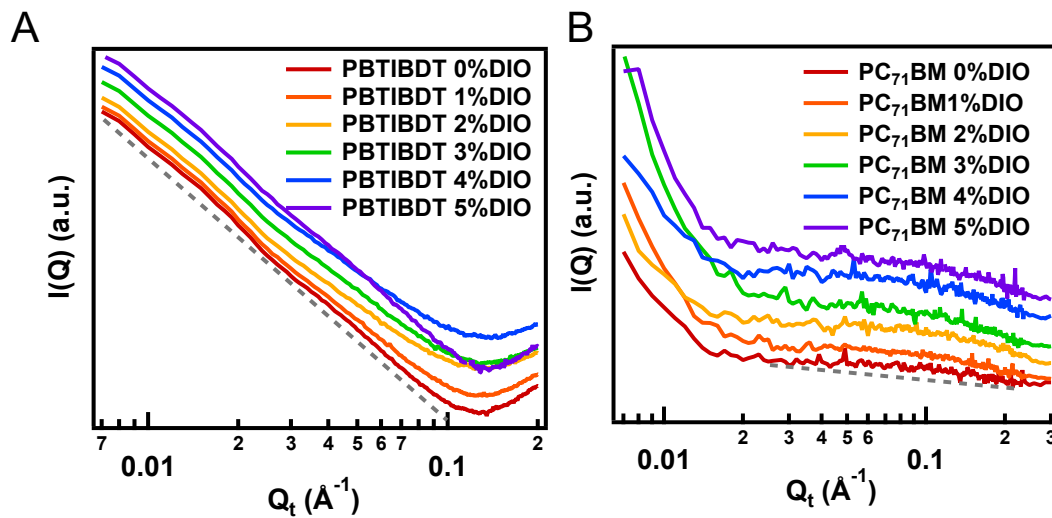 A
PBTIBDT 0%DIO
PBTIBDT 1%DIO
PBTIBDT 2%DIO
PBTIBDT 3%DIO
PBTIBDT 4%DIO
PBTIBDT 5%DIO
I(Q) (a.u.)
7 2 3 4 5 6 7 2
0.01 0.1
Qt (Å-1)
B
PC71BM 0%DIO
PC71BM1%DIO
PC71BM 2%DIO
PC71BM 3%DIO
PC71BM 4%DIO
PC71BM 5%DIO
I(Q) (a.u.)
2 3 4 5 6 2 3
0.01 0.1
Qt (Å-1)